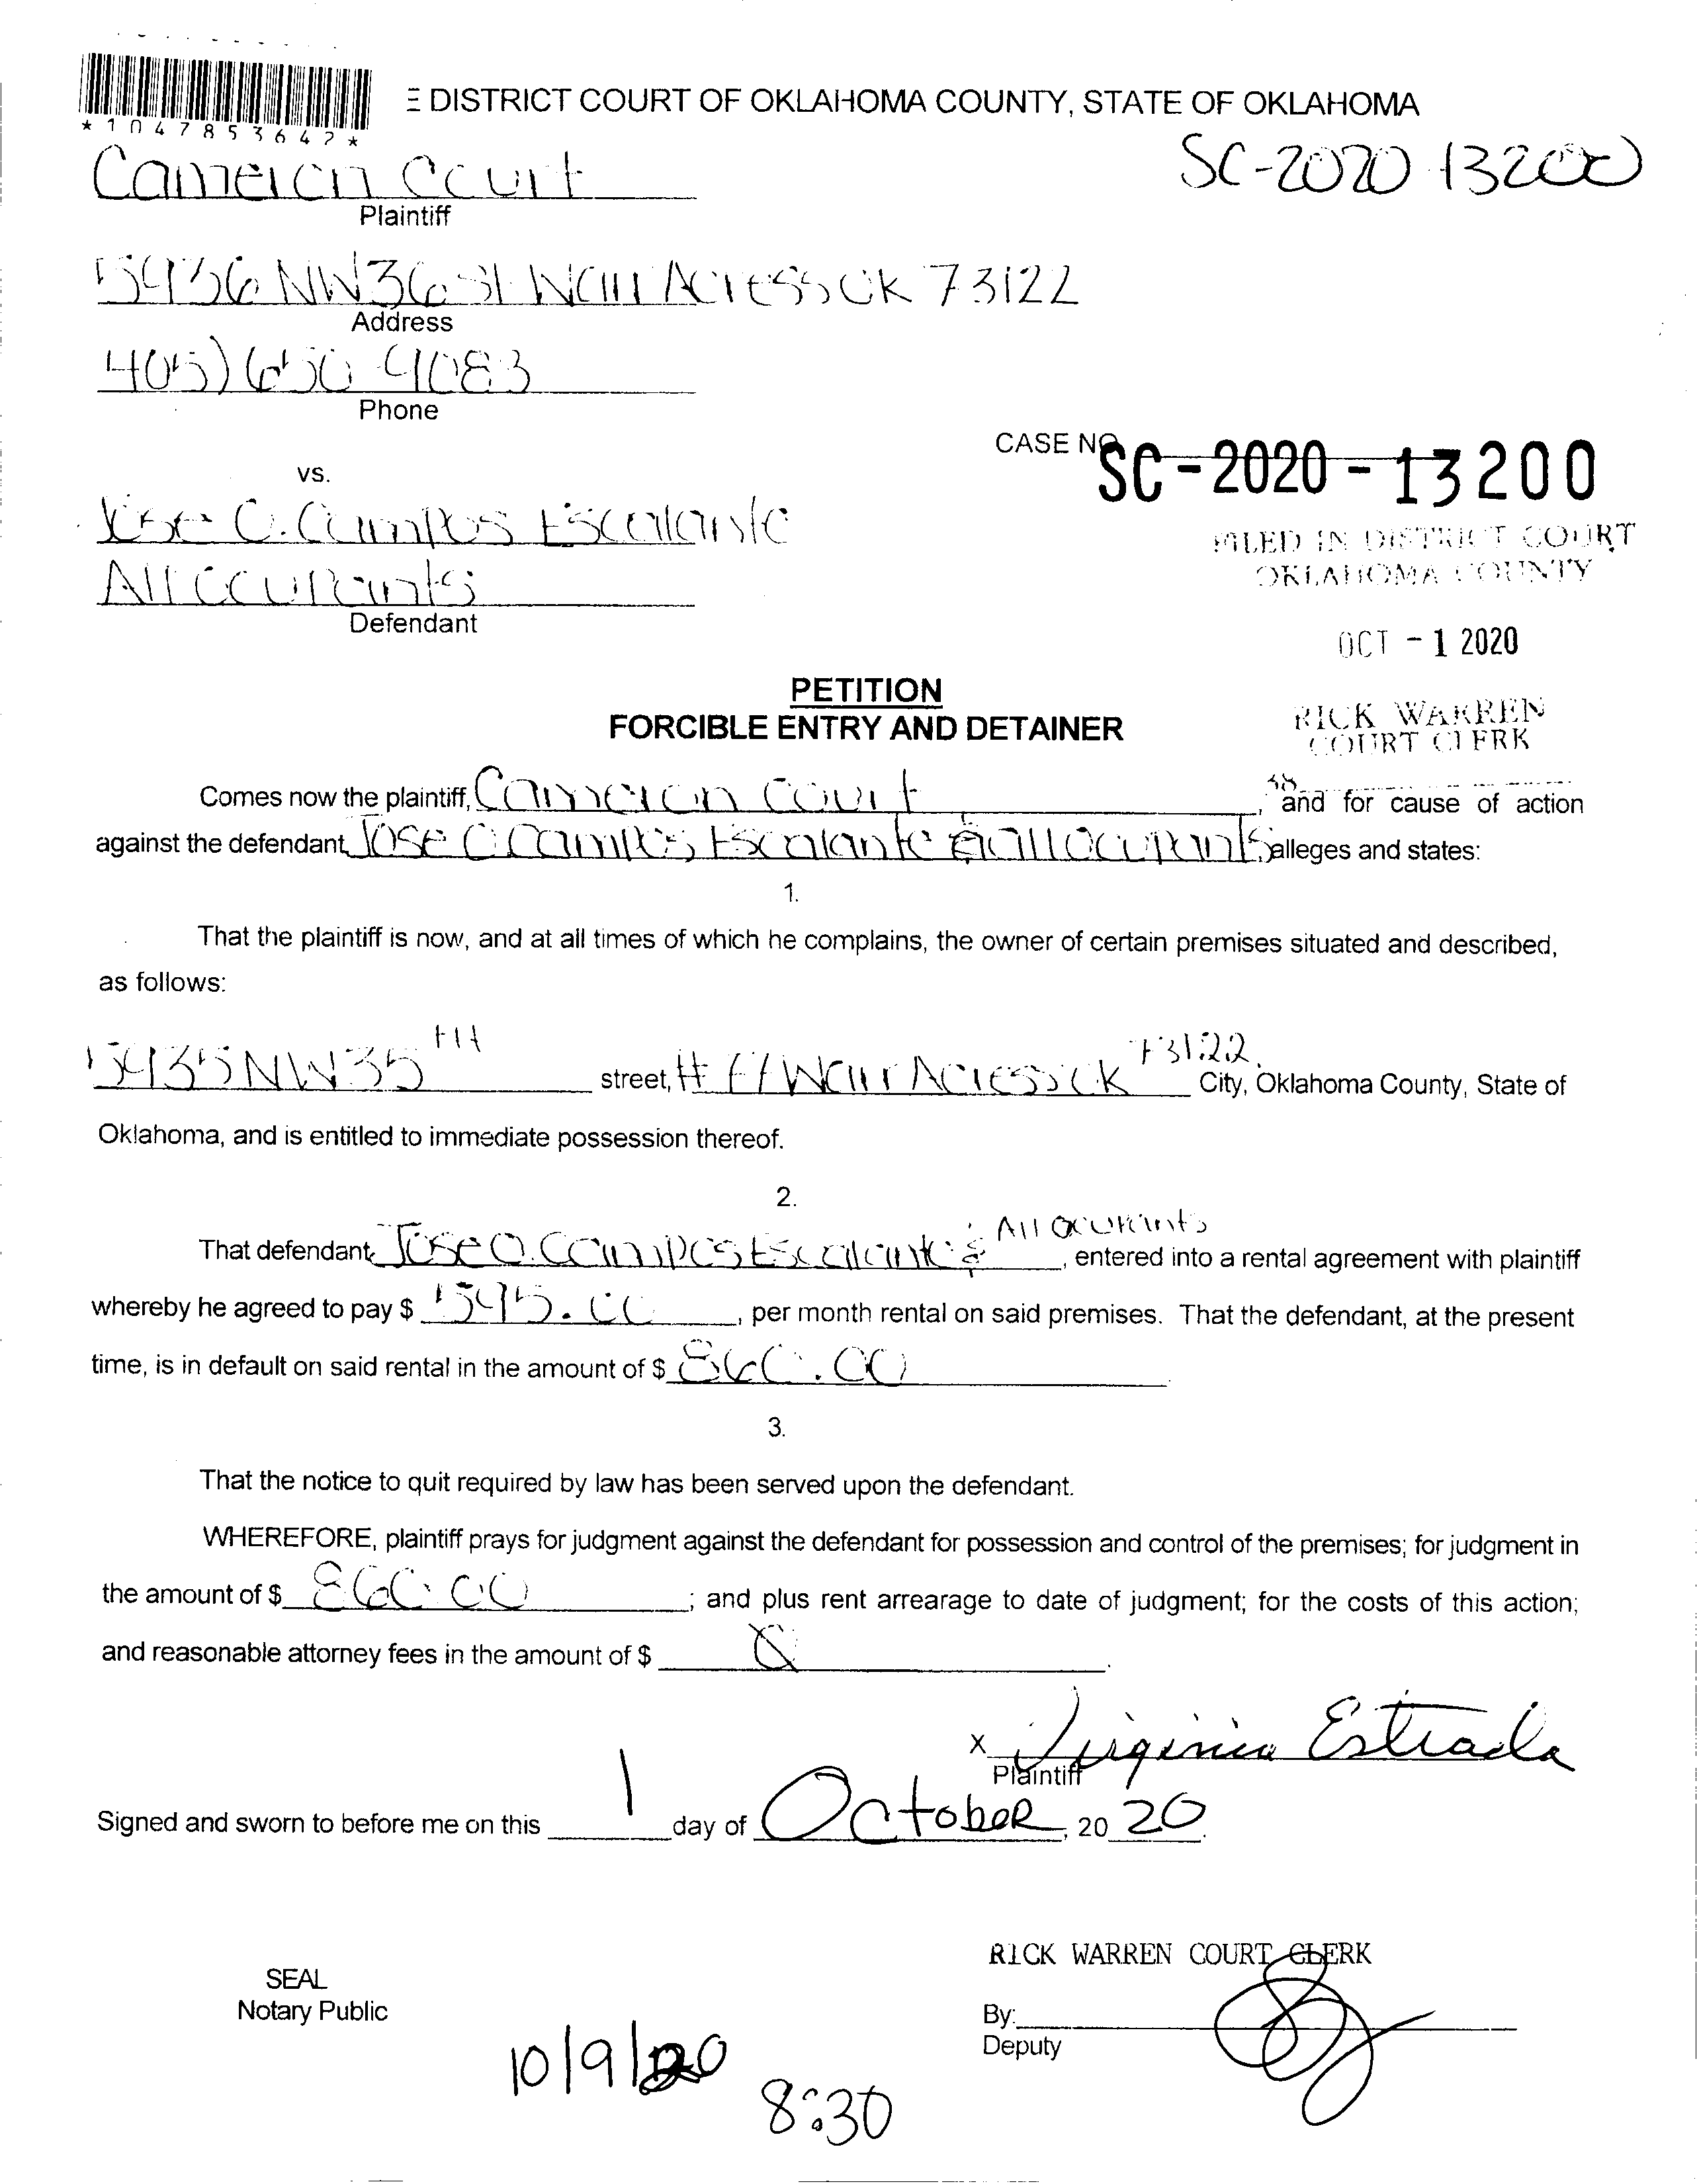 *1047853642*
E DISTRICT COURT OF OKLAHOMA COUNTY, STATE OF OKLAHOMA
SC-2020 13200
Cameron Court
Plaintiff
5936 NW 36 St Warr Acress OK 73122
Address
405) 650 9083
Phone
CASE NO
SC-2020-13200
vs.
Jose O. Campos Escalante
All Occupants
Defendant
FILED IN DISTRICT COURT
OKLAHOMA COUNTY
OCT - 1 2020
RICK WARREN
COURT CLERK
38
PETITION
FORCIBLE ENTRY AND DETAINER
Comes now the plaintiff, Cameron Court, and for cause of action
against the defendant, Jose O Campos Escalante & all Occupants, alleges and states:
1.
That the plaintiff is now, and at all times of which he complains, the owner of certain premises situated and described,
as follows:
5935 NW 35TH street, # Warr Acress OK 73122 City, Oklahoma County, State of
Oklahoma, and is entitled to immediate possession thereof.
2.
That defendant, Jose O. Campos Escalante & All occupants, entered into a rental agreement with plaintiff
whereby he agreed to pay $ 595.00, per month rental on said premises. That the defendant, at the present
time, is in default on said rental in the amount of $ 860.00.
3.
That the notice to quit required by law has been served upon the defendant.
WHEREFORE, plaintiff prays for judgment against the defendant for possession and control of the premises; for judgment in
the amount of $ 860.00; and plus rent arrearage to date of judgment; for the costs of this action;
and reasonable attorney fees in the amount of $
x Virginia Estrada
Plaintiff
Signed and sworn to before me on this 1 day of October, 20 20.
RICK WARREN COURT CLERK
SEAL
Notary Public
By:
Deputy
10/9/20
8:30